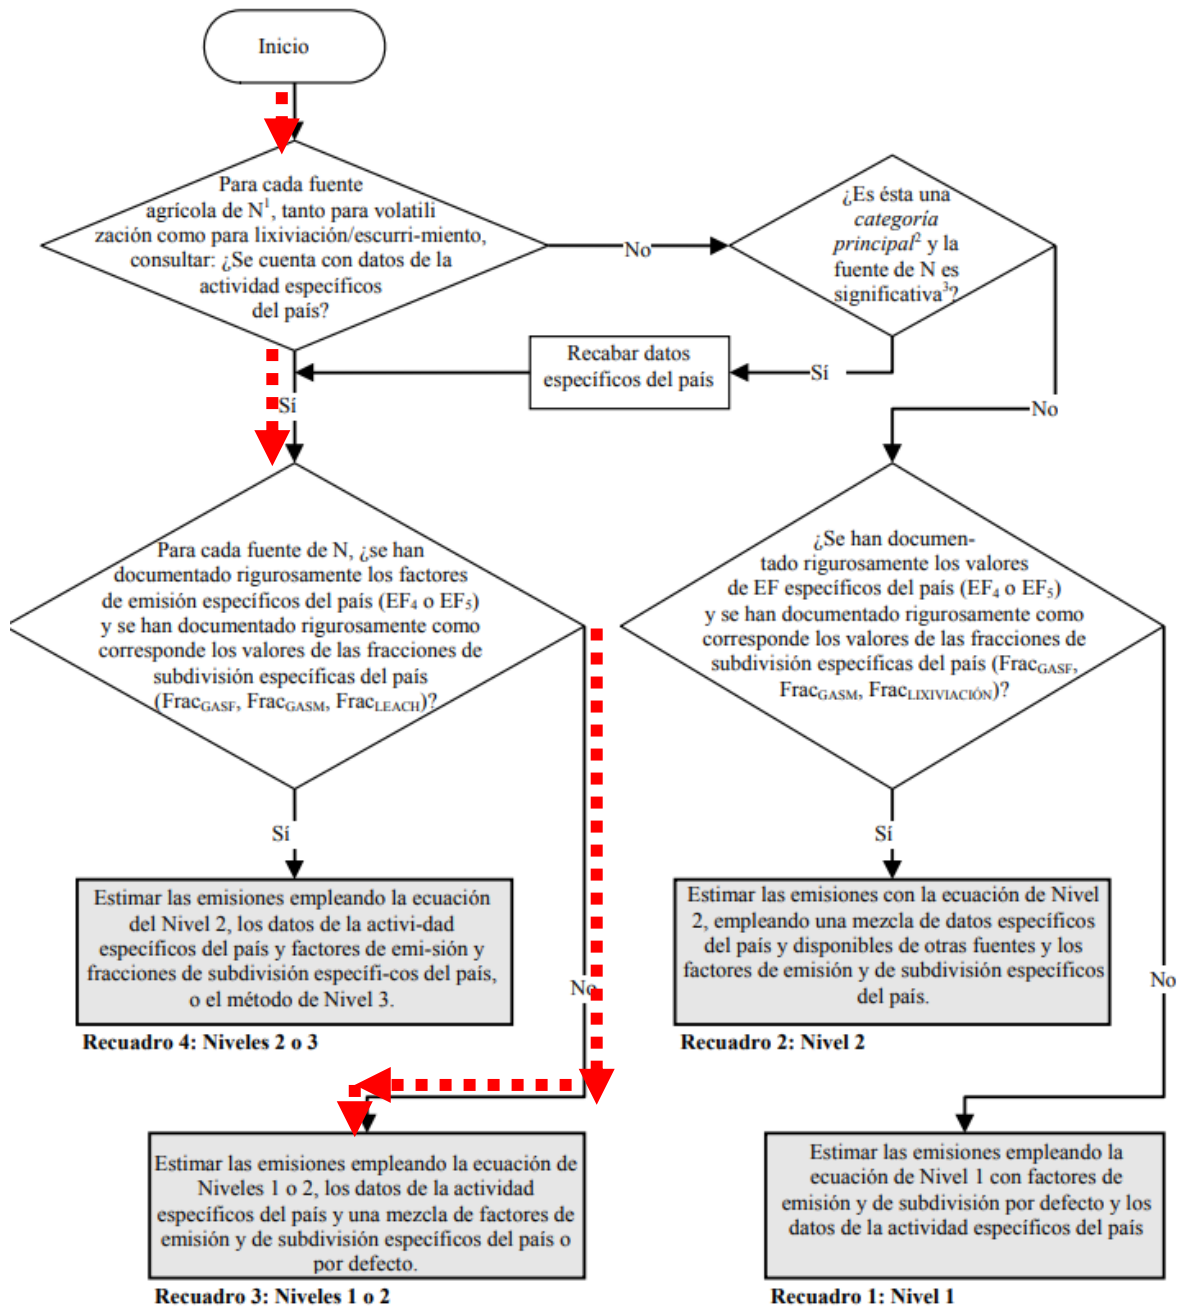 Inicio
Para cada fuente
agrícola de N¹, tanto para volatili
zación como para lixiviación/escurri-miento,
consultar: ¿Se cuenta con datos de la
actividad específicos
del país?
No
¿Es ésta una
categoría
principal² y la
fuente de N es
significativa³?
Recabar datos
específicos del país
Sí
No
Sí
Para cada fuente de N, ¿se han
documentado rigurosamente los factores
de emisión específicos del país (EF₄ o EF₅)
y se han documentado rigurosamente como
corresponde los valores de las fracciones de
subdivisión específicas del país
(Frac_GASF, Frac_GASM, Frac_LEACH)?
¿Se han documen-
tado rigurosamente los valores
de EF específicos del país (EF₄ o EF₅)
y se han documentado rigurosamente como
corresponde los valores de las fracciones de
subdivisión específicas del país (Frac_GASF,
Frac_GASM, Frac_LIXIVIACIÓN)?
Sí
Sí
Estimar las emisiones empleando la ecuación
del Nivel 2, los datos de la activi-dad
específicos del país y factores de emi-sión y
fracciones de subdivisión específi-cos del país,
o el método de Nivel 3.
Recuadro 4: Niveles 2 o 3
No
Estimar las emisiones con la ecuación de Nivel
2, empleando una mezcla de datos específicos
del país y disponibles de otras fuentes y los
factores de emisión y de subdivisión específicos
del país.
Recuadro 2: Nivel 2
No
Estimar las emisiones empleando la ecuación de
Niveles 1 o 2, los datos de la actividad
específicos del país y una mezcla de factores de
emisión y de subdivisión específicos del país o
por defecto.
Recuadro 3: Niveles 1 o 2
Estimar las emisiones empleando la
ecuación de Nivel 1 con factores de
emisión y de subdivisión por defecto y los
datos de la actividad específicos del país
Recuadro 1: Nivel 1